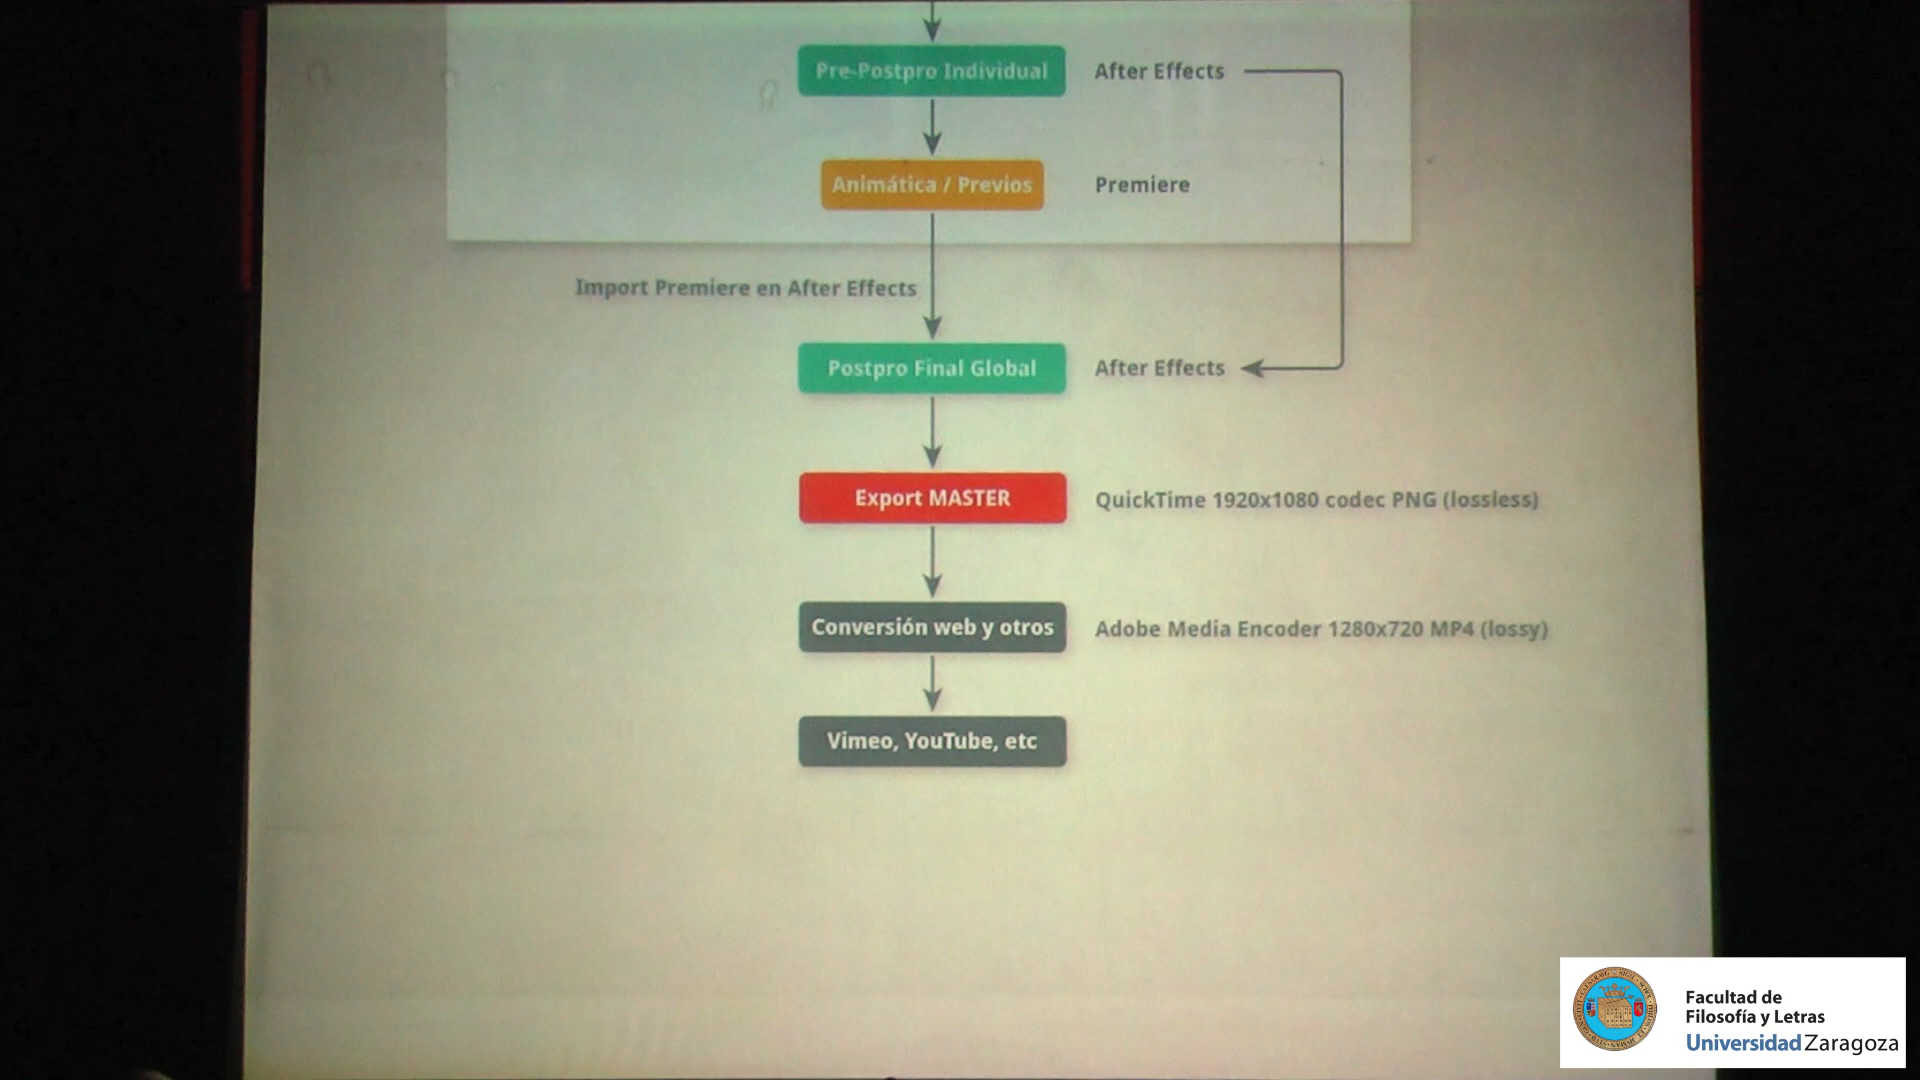 Pre-Postpro Individual After Effects
Animática / Previos Premiere
Import Premiere en After Effects
Postpro Final Global After Effects
Export MASTER QuickTime 1920x1080 codec PNG (lossless)
Conversión web y otros Adobe Media Encoder 1280x720 MP4 (lossy)
Vimeo, YouTube, etc
Facultad de
Filosofía y Letras
Universidad Zaragoza